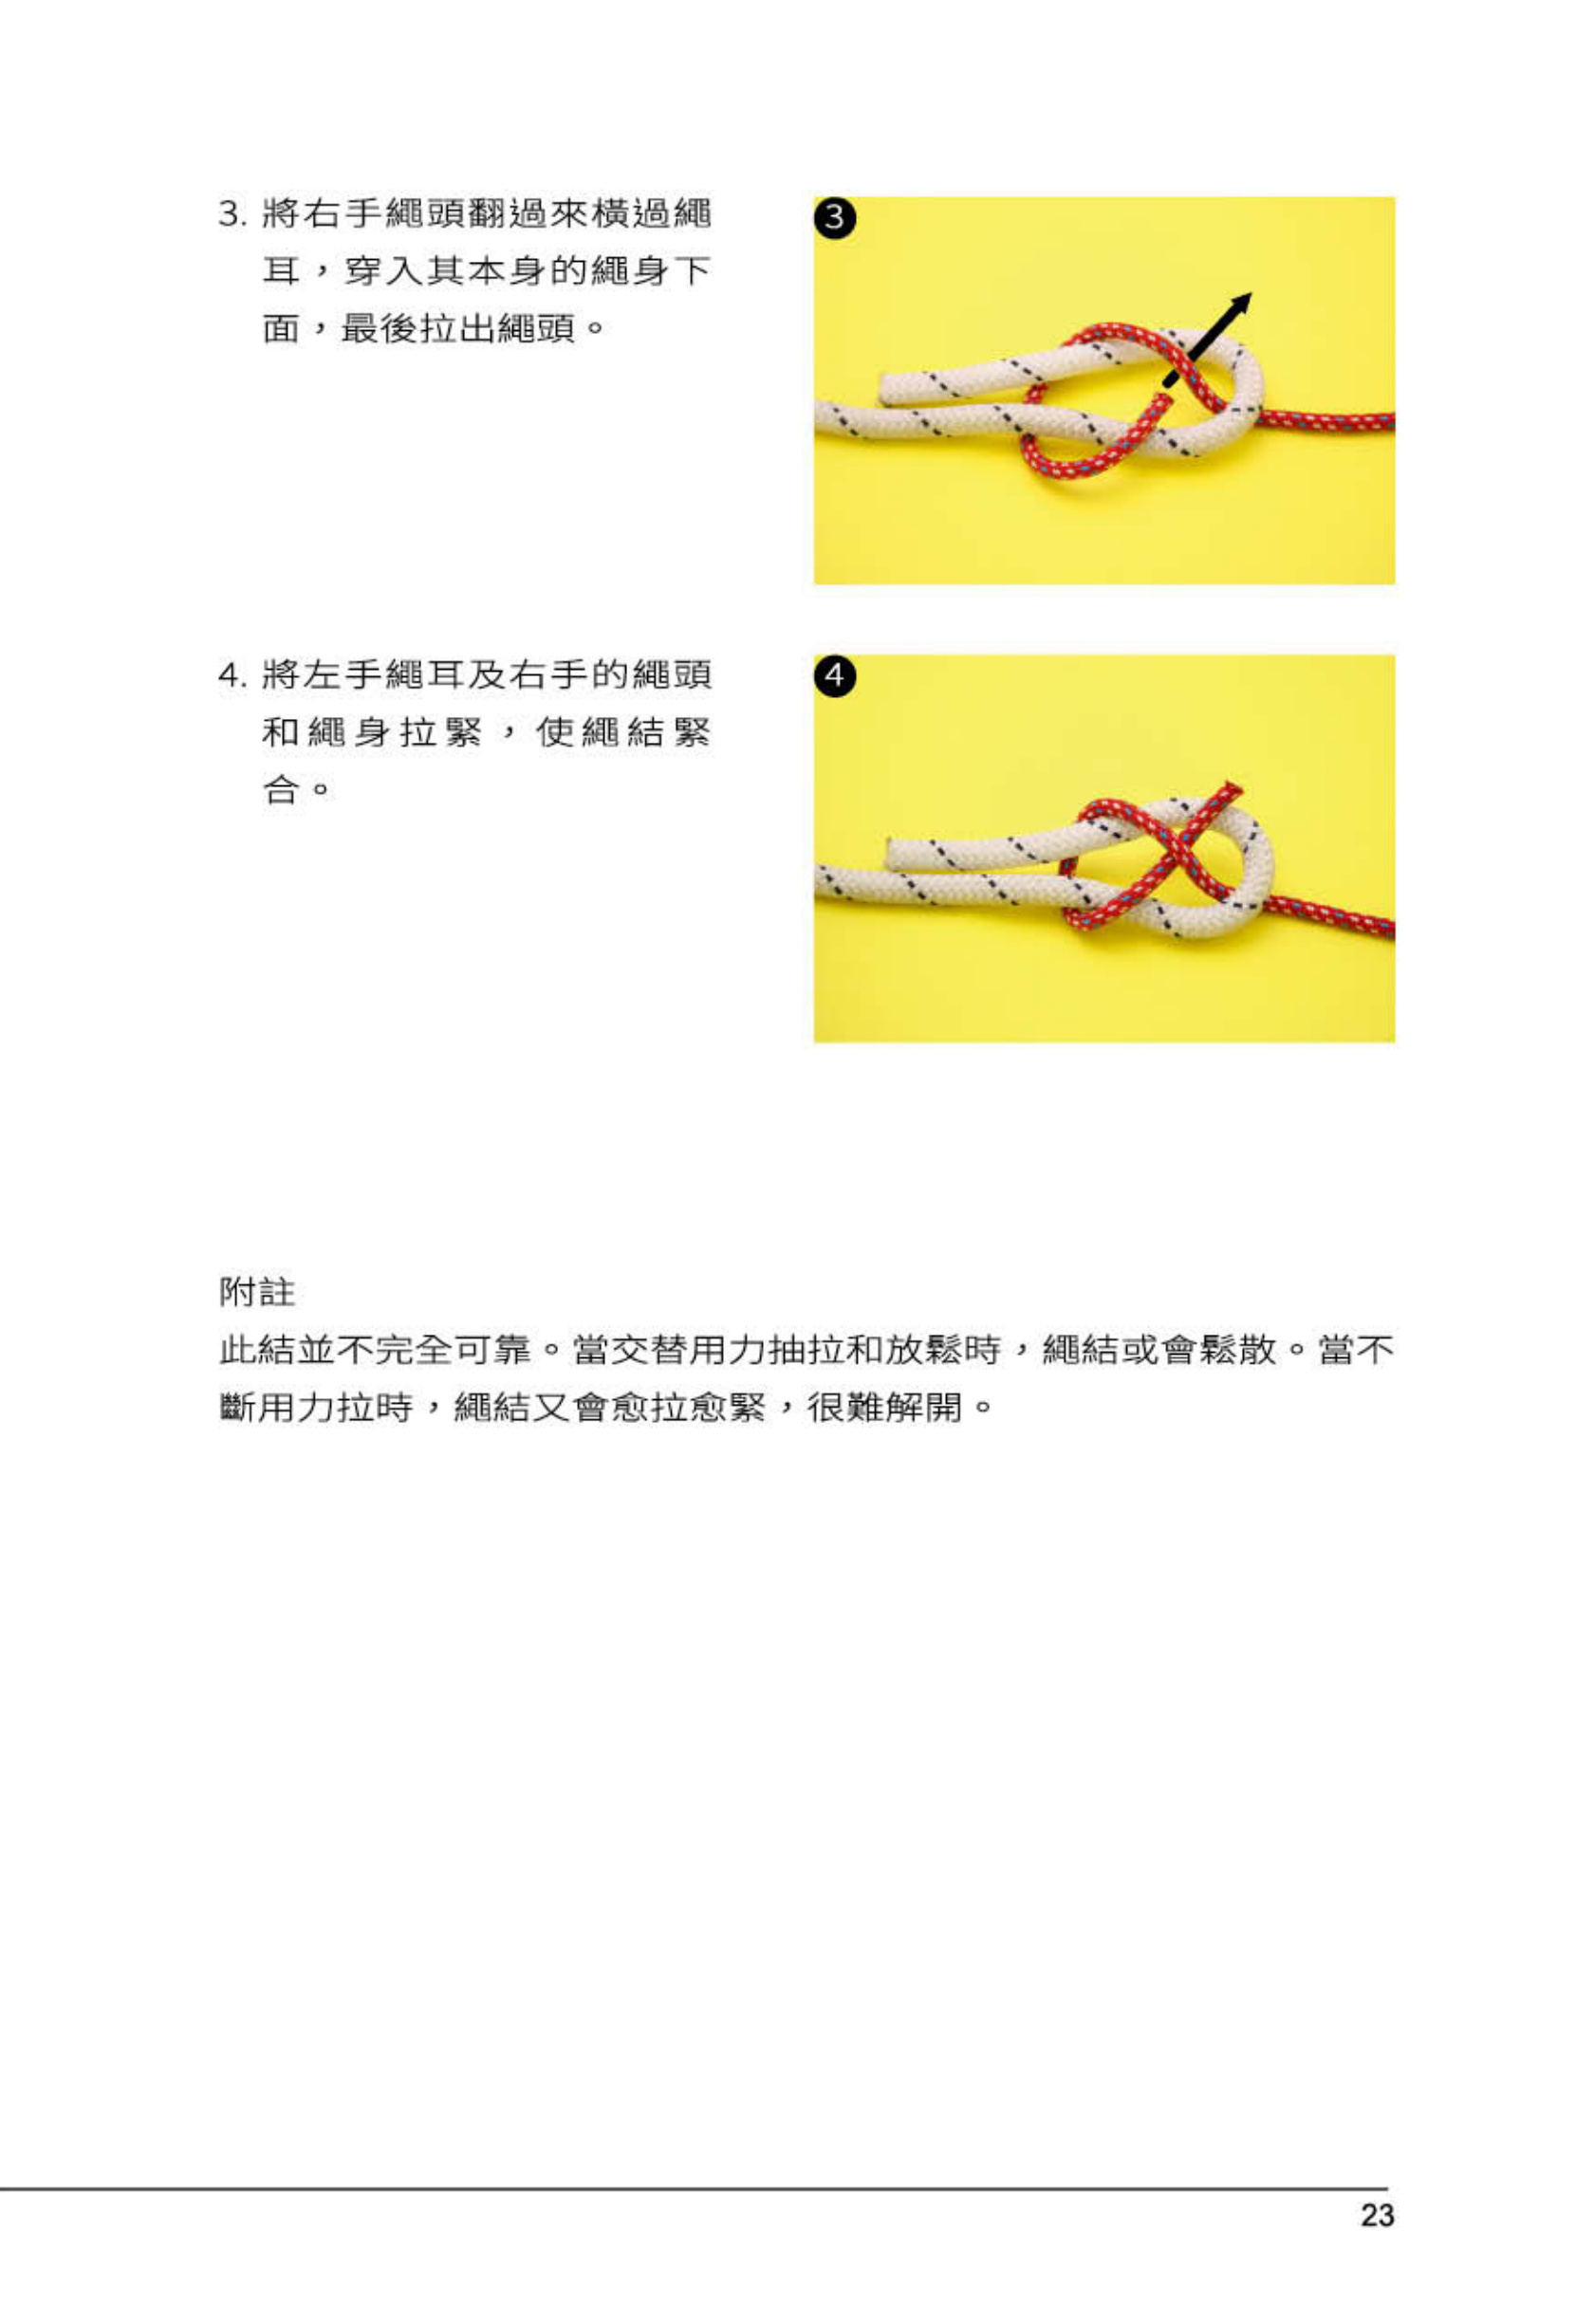 3. 將右手繩頭翻過來橫過繩
耳，穿入其本身的繩身下
面，最後拉出繩頭。
3
4. 將左手繩耳及右手的繩頭
和繩身拉緊，使繩結緊
合。
4
附註
此結並不完全可靠。當交替用力抽拉和放鬆時，繩結或會鬆散。當不
斷用力拉時，繩結又會愈拉愈緊，很難解開。
23